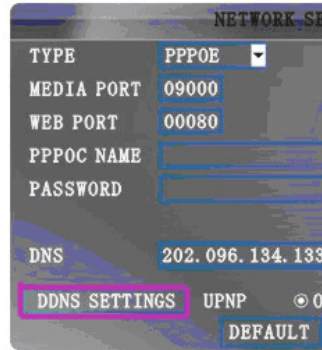 NETWORK SE
TYPE PPPOE
MEDIA PORT 09000
WEB PORT 00080
PPPOC NAME
PASSWORD
DNS 202.096.134.133
DDNS SETTINGS UPNP
DEFAULT